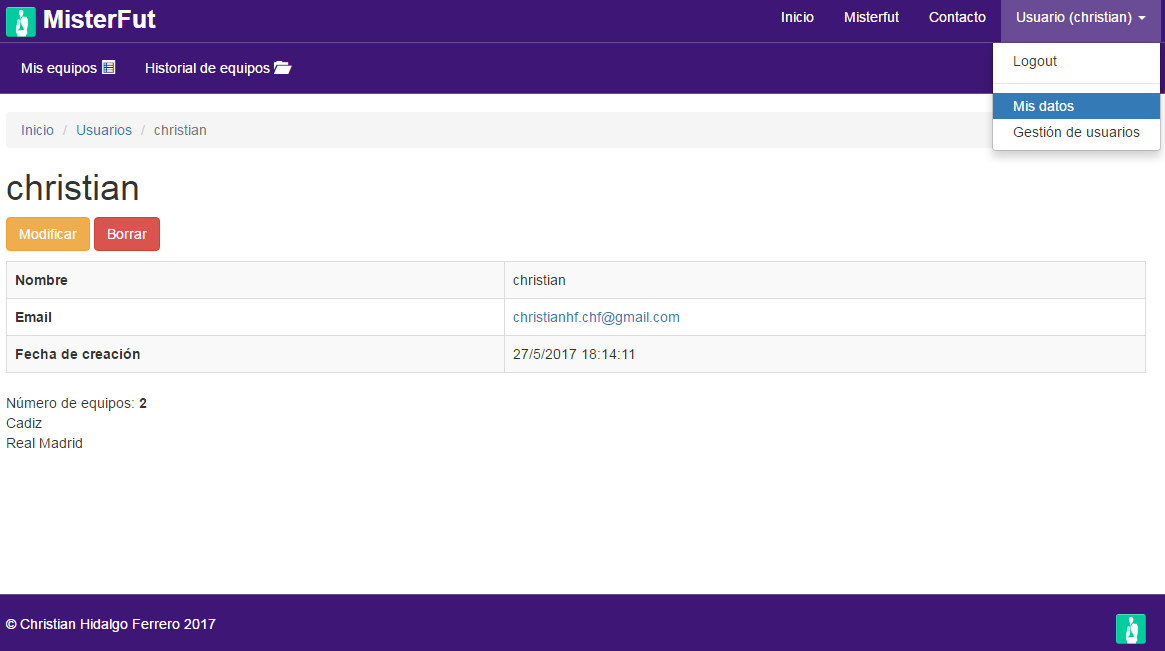 MisterFut
Inicio Misterfut Contacto Usuario (christian)
Mis equipos Historial de equipos
Logout
Mis datos
Gestión de usuarios
Inicio / Usuarios / christian
christian
Modificar Borrar
Nombre christian
Email christianhf.chf@gmail.com
Fecha de creación 27/5/2017 18:14:11
Número de equipos: 2
Cadiz
Real Madrid
© Christian Hidalgo Ferrero 2017